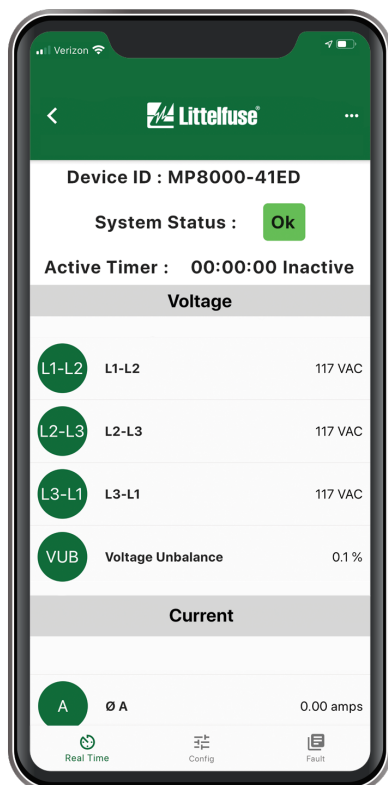 Verizon
Littelfuse®
Device ID : MP8000-41ED
System Status : Ok
Active Timer : 00:00:00 Inactive
Voltage
L1-L2 L1-L2 117 VAC
L2-L3 L2-L3 117 VAC
L3-L1 L3-L1 117 VAC
VUB Voltage Unbalance 0.1 %
Current
A Ø A 0.00 amps
Real Time Config Fault